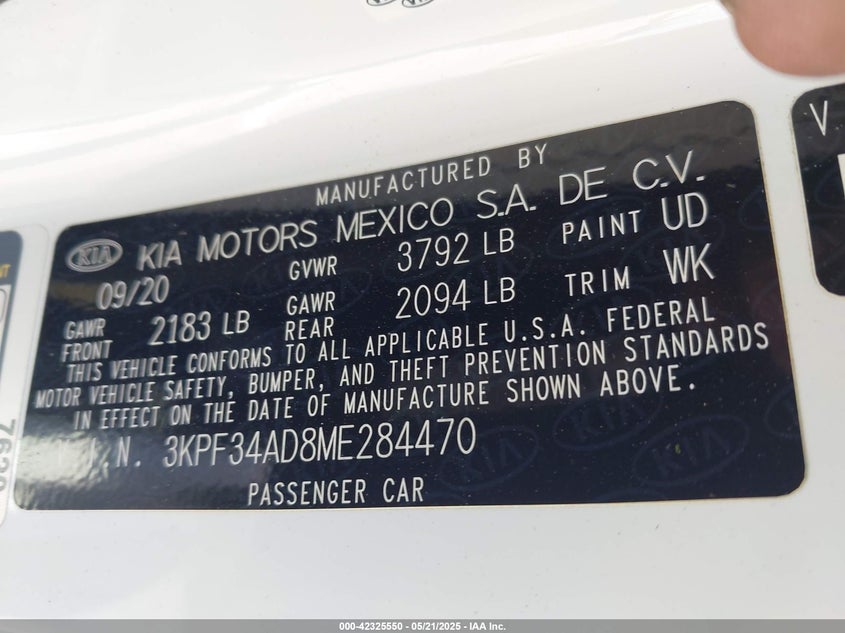 MANUFACTURED BY
KIA KIA MOTORS MEXICO S.A. DE C.V.
09/20 GVWR 3792 LB PAINT UD
GAWR FRONT 2183 LB GAWR REAR 2094 LB TRIM WK
THIS VEHICLE CONFORMS TO ALL APPLICABLE U.S.A. FEDERAL
MOTOR VEHICLE SAFETY, BUMPER, AND THEFT PREVENTION STANDARDS
IN EFFECT ON THE DATE OF MANUFACTURE SHOWN ABOVE.
V.I.N. 3KPF34AD8ME284470
PASSENGER CAR
V
000-42325550 - 05/21/2025 - IAA Inc.